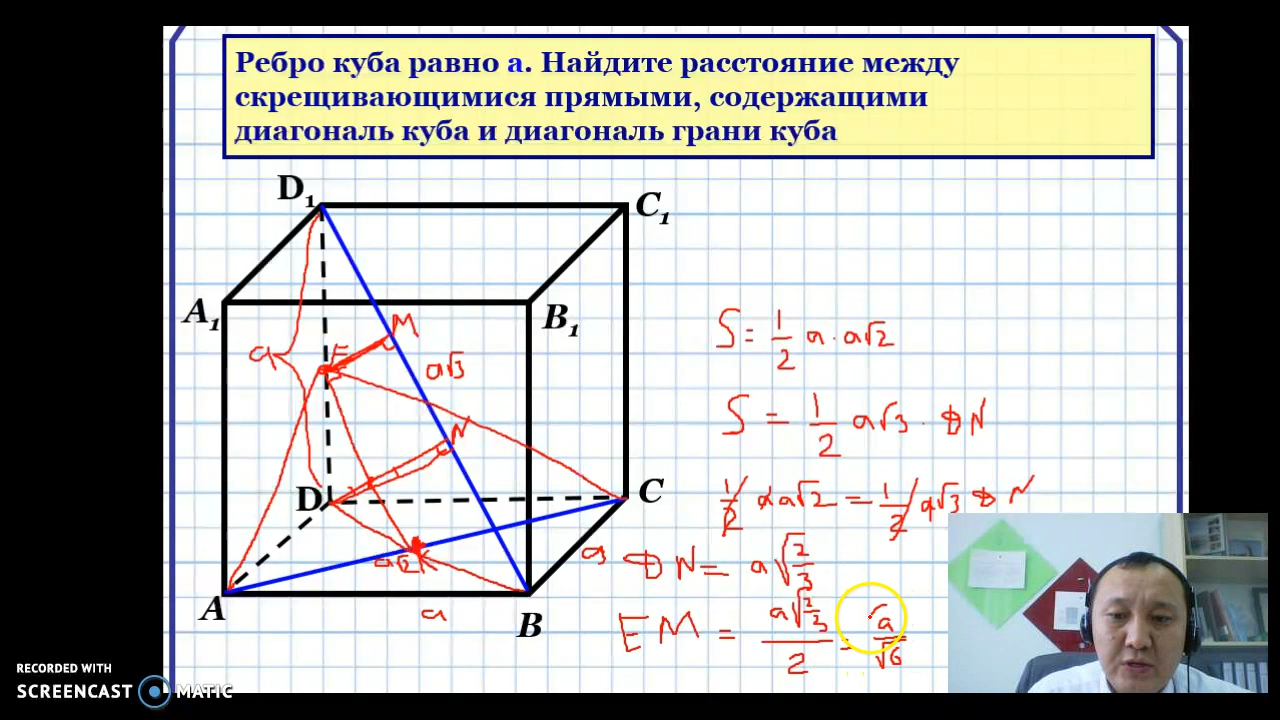 Ребро куба равно а. Найдите расстояние между
скрещивающимися прямыми, содержащими
диагональ куба и диагональ грани куба
D₁
C₁
A₁
B₁
M
E
a
a√3
N
D
C
a√2
K
a
A
a
B
S = 1/2 a · a√2
S = 1/2 a√3 · DN
1/2 a a√2 = 1/2 a√3 DN
DN = a√(2/3)
EM = a√(2/3) / 2 = a/√6
RECORDED WITH
SCREENCAST MATIC